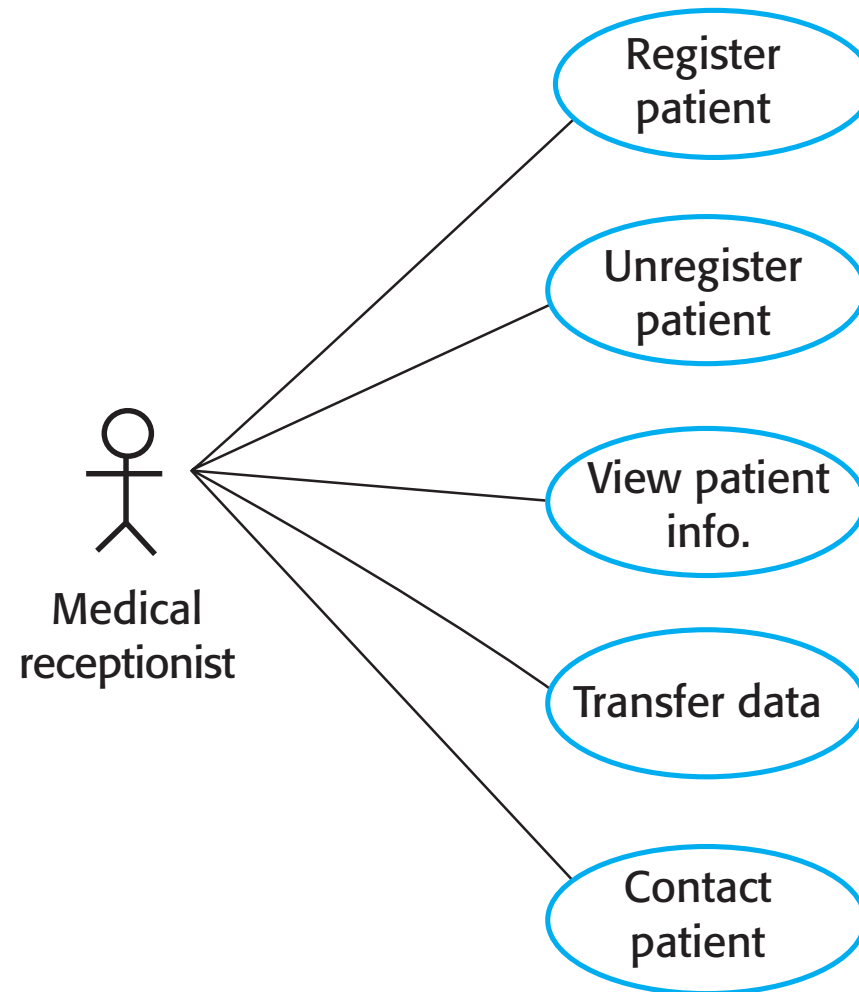 Register
patient
Unregister
patient
View patient
info.
Medical
receptionist
Transfer data
Contact
patient